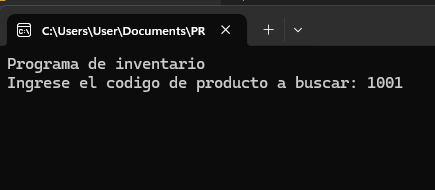 C:\Users\User\Documents\PR
Programa de inventario
Ingrese el codigo de producto a buscar: 1001